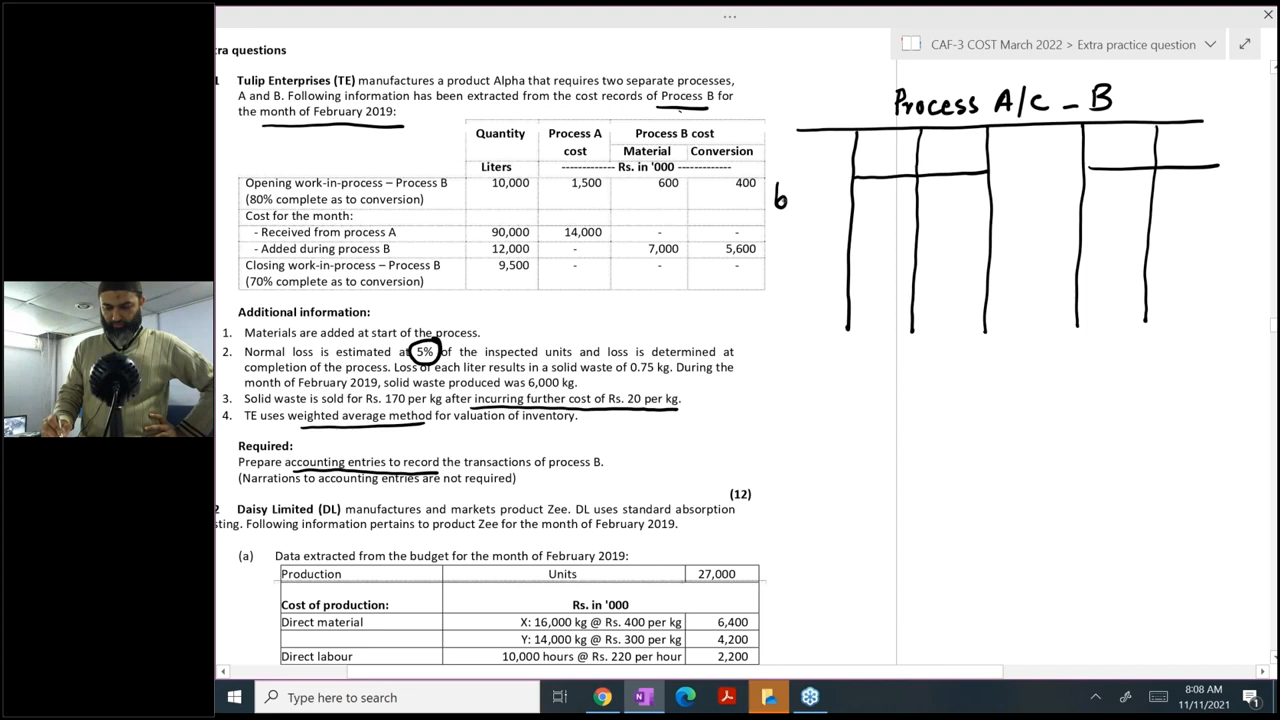 CAF-3 COST March 2022 > Extra practice question
ra questions
Process A/C - B
1 Tulip Enterprises (TE) manufactures a product Alpha that requires two separate processes,
A and B. Following information has been extracted from the cost records of Process B for
the month of February 2019:
Quantity Process A Process B cost
cost Material Conversion
Liters ------------- Rs. in '000 -------------
Opening work-in-process – Process B 10,000 1,500 600 400
(80% complete as to conversion)
b
Cost for the month:
- Received from process A 90,000 14,000 - -
- Added during process B 12,000 - 7,000 5,600
Closing work-in-process – Process B 9,500 - - -
(70% complete as to conversion)
Additional information:
1. Materials are added at start of the process.
2. Normal loss is estimated at 5% of the inspected units and loss is determined at
completion of the process. Loss of each liter results in a solid waste of 0.75 kg. During the
month of February 2019, solid waste produced was 6,000 kg.
3. Solid waste is sold for Rs. 170 per kg after incurring further cost of Rs. 20 per kg.
4. TE uses weighted average method for valuation of inventory.
Required:
Prepare accounting entries to record the transactions of process B.
(Narrations to accounting entries are not required)
(12)
2 Daisy Limited (DL) manufactures and markets product Zee. DL uses standard absorption
sting. Following information pertains to product Zee for the month of February 2019.
(a) Data extracted from the budget for the month of February 2019:
Production Units 27,000
Cost of production: Rs. in '000
Direct material X: 16,000 kg @ Rs. 400 per kg 6,400
Y: 14,000 kg @ Rs. 300 per kg 4,200
Direct labour 10,000 hours @ Rs. 220 per hour 2,200
Type here to search
8:08 AM
11/11/2021